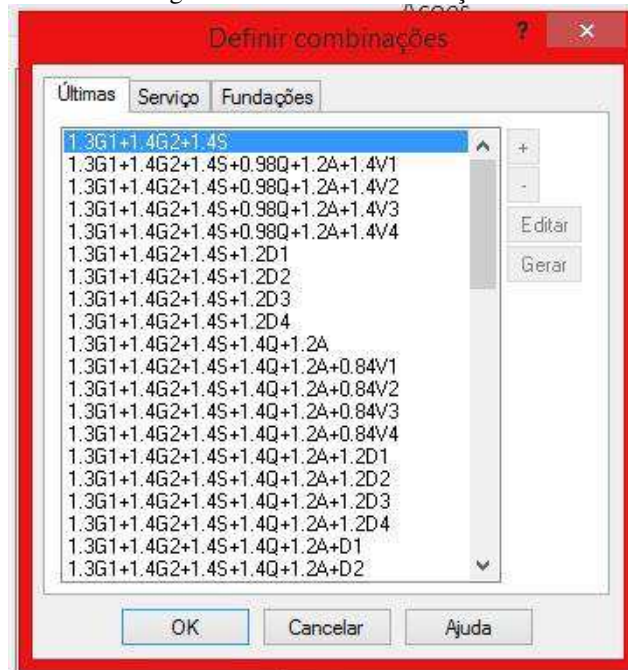 Ações
Definir combinações ? ×
Últimas Serviço Fundações
1.3G1+1.4G2+1.4S
1.3G1+1.4G2+1.4S+0.98Q+1.2A+1.4V1
1.3G1+1.4G2+1.4S+0.98Q+1.2A+1.4V2
1.3G1+1.4G2+1.4S+0.98Q+1.2A+1.4V3
1.3G1+1.4G2+1.4S+0.98Q+1.2A+1.4V4
1.3G1+1.4G2+1.4S+1.2D1
1.3G1+1.4G2+1.4S+1.2D2
1.3G1+1.4G2+1.4S+1.2D3
1.3G1+1.4G2+1.4S+1.2D4
1.3G1+1.4G2+1.4S+1.4Q+1.2A
1.3G1+1.4G2+1.4S+1.4Q+1.2A+0.84V1
1.3G1+1.4G2+1.4S+1.4Q+1.2A+0.84V2
1.3G1+1.4G2+1.4S+1.4Q+1.2A+0.84V3
1.3G1+1.4G2+1.4S+1.4Q+1.2A+0.84V4
1.3G1+1.4G2+1.4S+1.4Q+1.2A+1.2D1
1.3G1+1.4G2+1.4S+1.4Q+1.2A+1.2D2
1.3G1+1.4G2+1.4S+1.4Q+1.2A+1.2D3
1.3G1+1.4G2+1.4S+1.4Q+1.2A+1.2D4
1.3G1+1.4G2+1.4S+1.4Q+1.2A+D1
1.3G1+1.4G2+1.4S+1.4Q+1.2A+D2
+
-
Editar
Gerar
OK Cancelar Ajuda